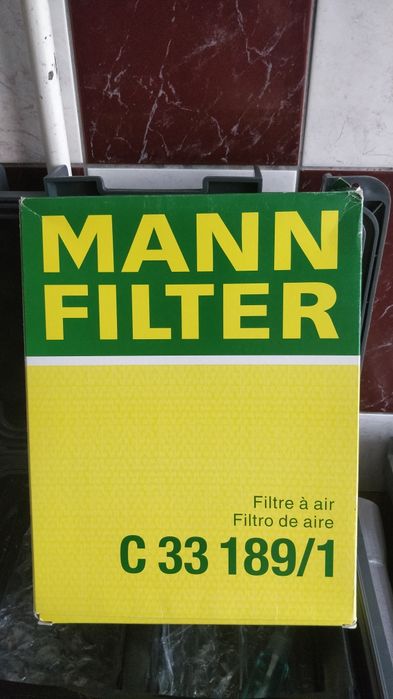 MANN
FILTER
Filtre à air
Filtro de aire
C 33 189/1